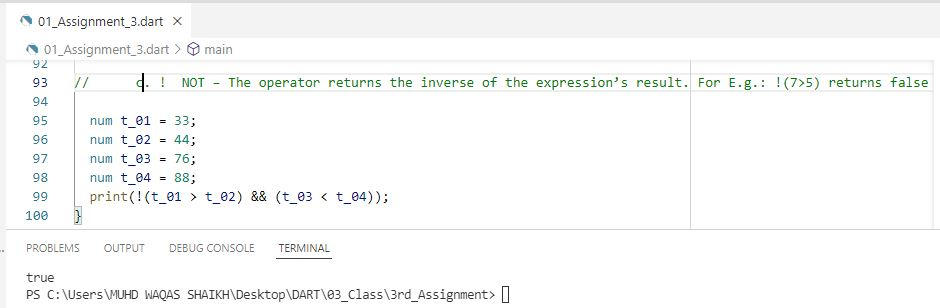 01_Assignment_3.dart ×
01_Assignment_3.dart > main
92
93 // c. ! NOT – The operator returns the inverse of the expression’s result. For E.g.: !(7>5) returns false
94
95 num t_01 = 33;
96 num t_02 = 44;
97 num t_03 = 76;
98 num t_04 = 88;
99 print(!(t_01 > t_02) && (t_03 < t_04));
100 }
PROBLEMS OUTPUT DEBUG CONSOLE TERMINAL
true
PS C:\Users\MUHD WAQAS SHAIKH\Desktop\DART\03_Class\3rd_Assignment>